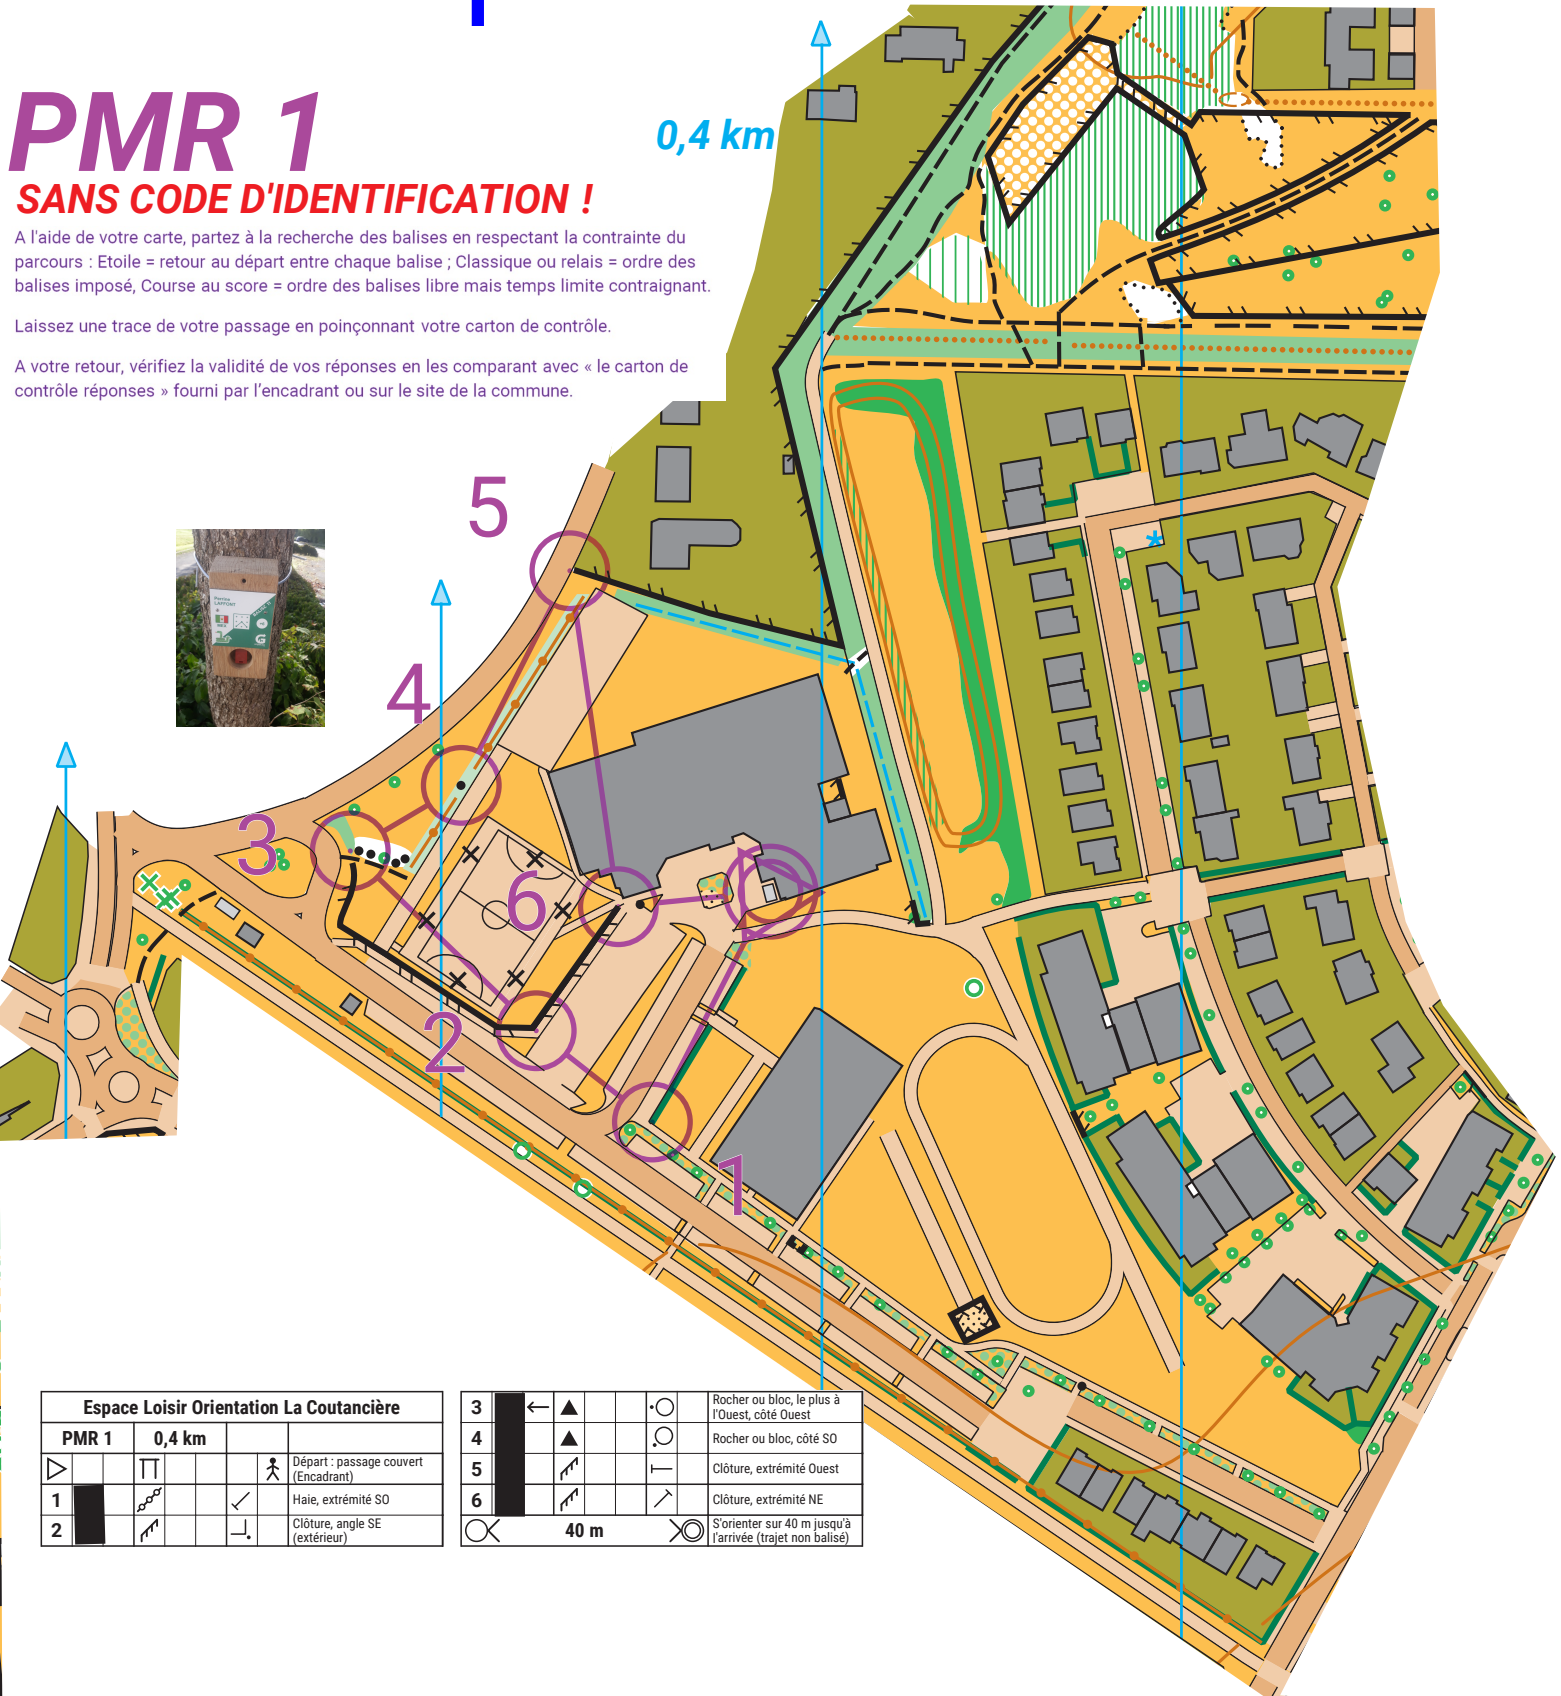 PMR 1
0,4 km
SANS CODE D'IDENTIFICATION !
A l'aide de votre carte, partez à la recherche des balises en respectant la contrainte du
parcours : Etoile = retour au départ entre chaque balise ; Classique ou relais = ordre des
balises imposé, Course au score = ordre des balises libre mais temps limite contraignant.
Laissez une trace de votre passage en poinçonnant votre carton de contrôle.
A votre retour, vérifiez la validité de vos réponses en les comparant avec « le carton de
contrôle réponses » fourni par l'encadrant ou sur le site de la commune.
5
4
3
6
2
1
Espace Loisir Orientation La Coutancière
PMR 1 0,4 km
Départ : passage couvert
(Encadrant)
1 Haie, extrémité SO
2 Clôture, angle SE
(extérieur)
3 Rocher ou bloc, le plus à
l'Ouest, côté Ouest
4 Rocher ou bloc, côté SO
5 Clôture, extrémité Ouest
6 Clôture, extrémité NE
40 m S'orienter sur 40 m jusqu'à
l'arrivée (trajet non balisé)